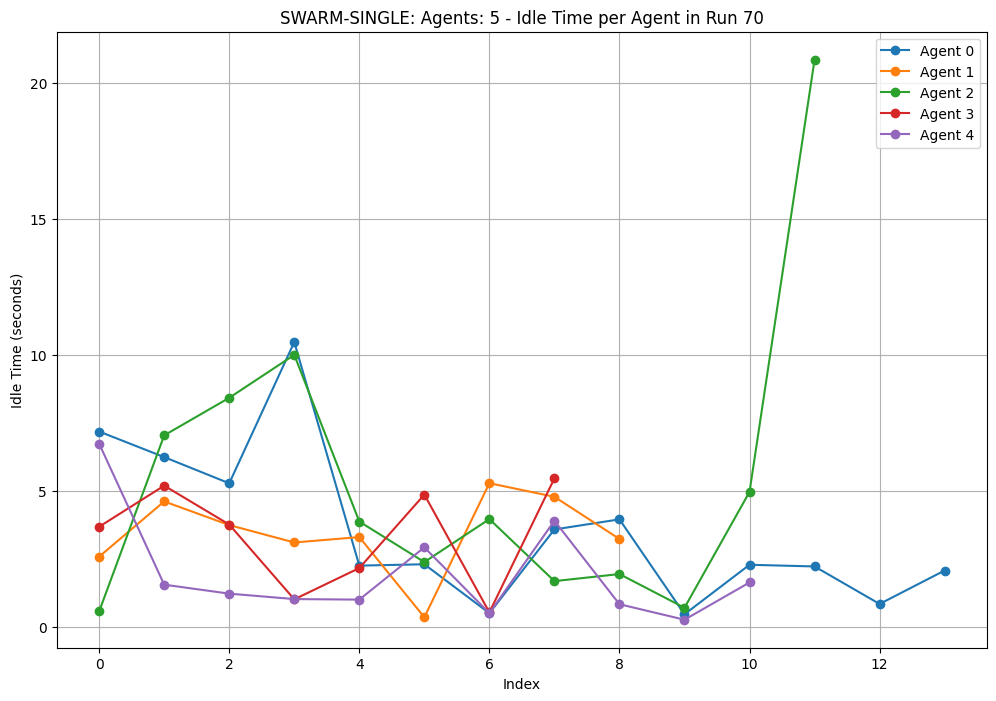 SWARM-SINGLE: Agents: 5 - Idle Time per Agent in Run 70
Agent 0
Agent 1
Agent 2
Agent 3
Agent 4
Idle Time (seconds)
20
15
10
5
0
0 2 4 6 8 10 12
Index